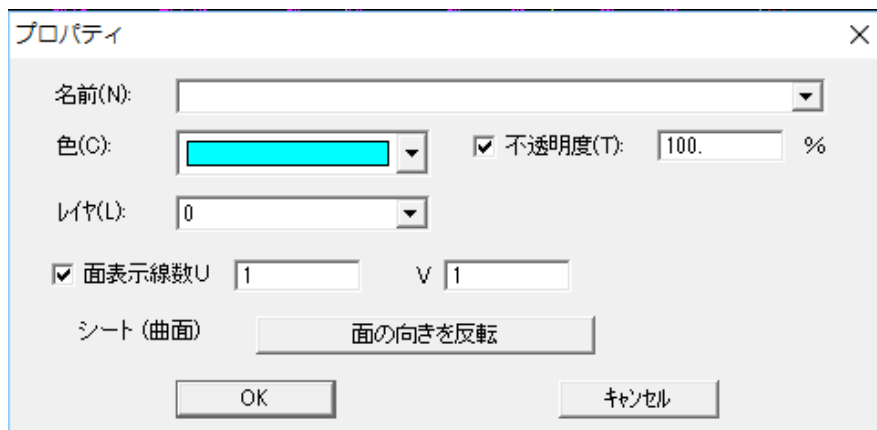 プロパティ
名前(N):
色(C): 不透明度(T): 100. %
ﾚｲﾔ(L): 0
面表示線数U 1 V 1
シート(曲面) 面の向きを反転
OK ｷｬﾝｾﾙ